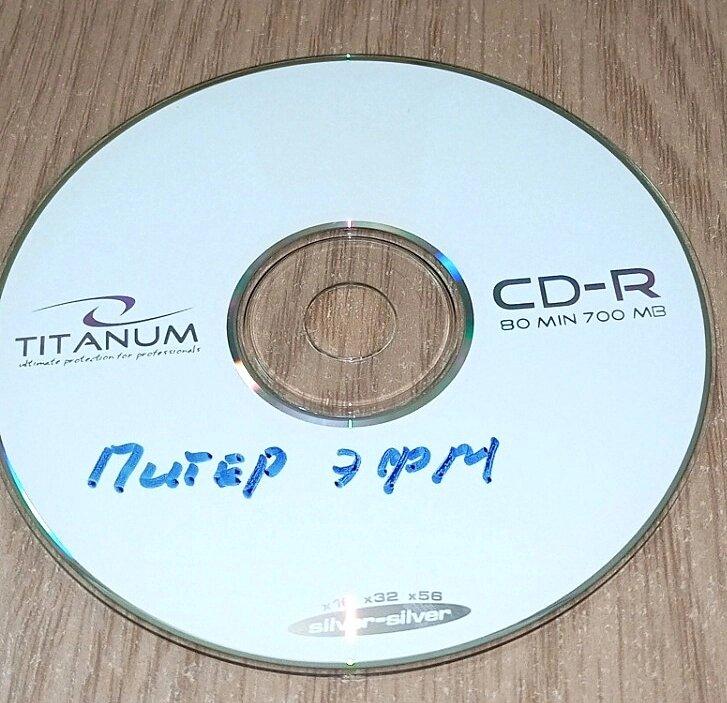 CD-R
80 MIN 700 MB
TITANUM
ultimate protection for professionals
Питер ЭФМ
x32 x56
silver-silver